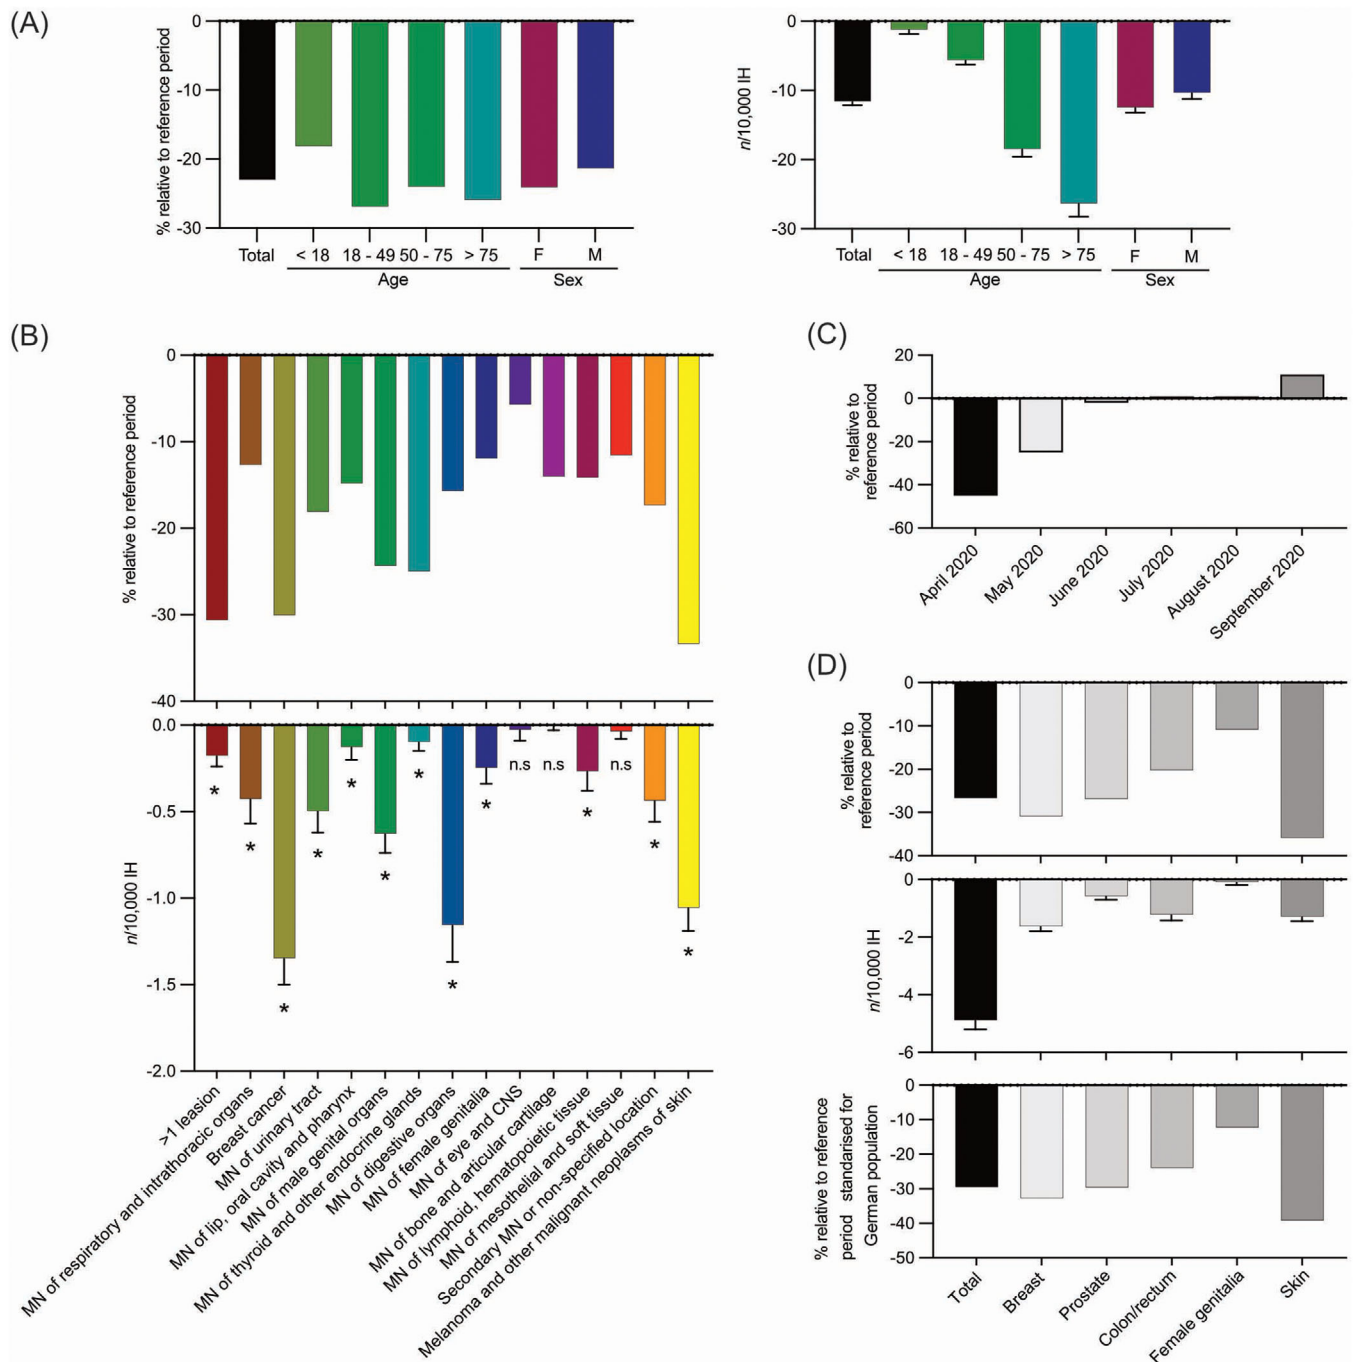 (A)
% relative to reference period
0
-10
-20
-30
Total
< 18
18 - 49
50 - 75
> 75
F
M
Age
Sex
n/10,000 IH
0
-10
-20
-30
Total
< 18
18 - 49
50 - 75
> 75
F
M
Age
Sex
(B)
% relative to reference period
0
-10
-20
-30
-40
n/10,000 IH
0.0
-0.5
-1.0
-1.5
-2.0
*
*
*
*
*
*
*
*
*
n.s
n.s
*
n.s
*
*
>1 leasion
MN of respiratory and intrathoracic organs
Breast cancer
MN of urinary tract
MN of lip, oral cavity and pharynx
MN of male genital organs
MN of thyroid and other endocrine glands
MN of digestive organs
MN of female genitalia
MN of eye and CNS
MN of bone and articular cartilage
MN of lymphoid, hematopoietic tissue
MN of mesothelial and soft tissue
Secondary MN or non-specified location
Melanoma and other malignant neoplasms of skin
(C)
% relative to
reference period
20
0
-20
-40
-60
April 2020
May 2020
June 2020
July 2020
August 2020
September 2020
(D)
% relative to
reference period
0
-10
-20
-30
-40
n/10,000 IH
0
-2
-4
-6
% relative to reference
period standarised for
German population
0
-10
-20
-30
-40
-50
Total
Breast
Prostate
Colon/rectum
Female genitalia
Skin